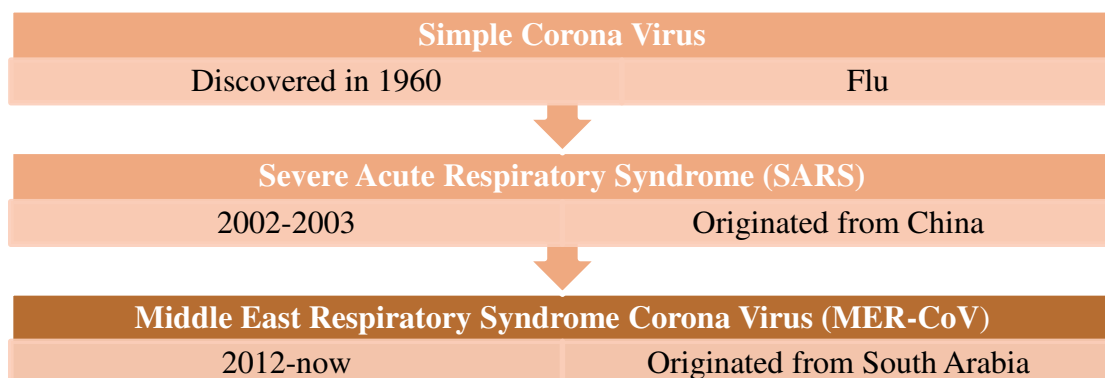 Simple Corona Virus
Discovered in 1960 Flu
Severe Acute Respiratory Syndrome (SARS)
2002-2003 Originated from China
Middle East Respiratory Syndrome Corona Virus (MER-CoV)
2012-now Originated from South Arabia